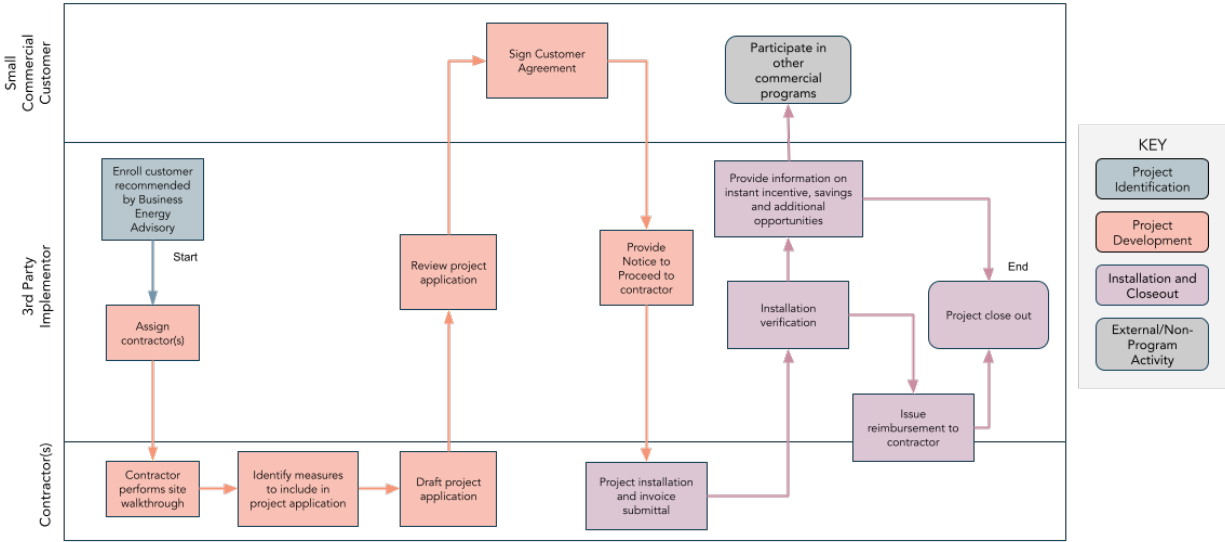 Small
Commercial
Customer
Sign Customer
Agreement
Participate in
other
commercial
programs
3rd Party
Implementor
Enroll customer
recommended
by Business
Energy
Advisory
Start
Assign
contractor(s)
Review project
application
Provide
Notice to
Proceed to
contractor
Provide information on
instant incentive, savings
and additional
opportunities
Installation
verification
End
Project close out
Issue
reimbursement to
contractor
Contractor(s)
Contractor
performs site
walkthrough
Identify measures
to include in
project application
Draft project
application
Project installation
and invoice
submittal
KEY
Project
Identification
Project
Development
Installation and
Closeout
External/Non-
Program
Activity